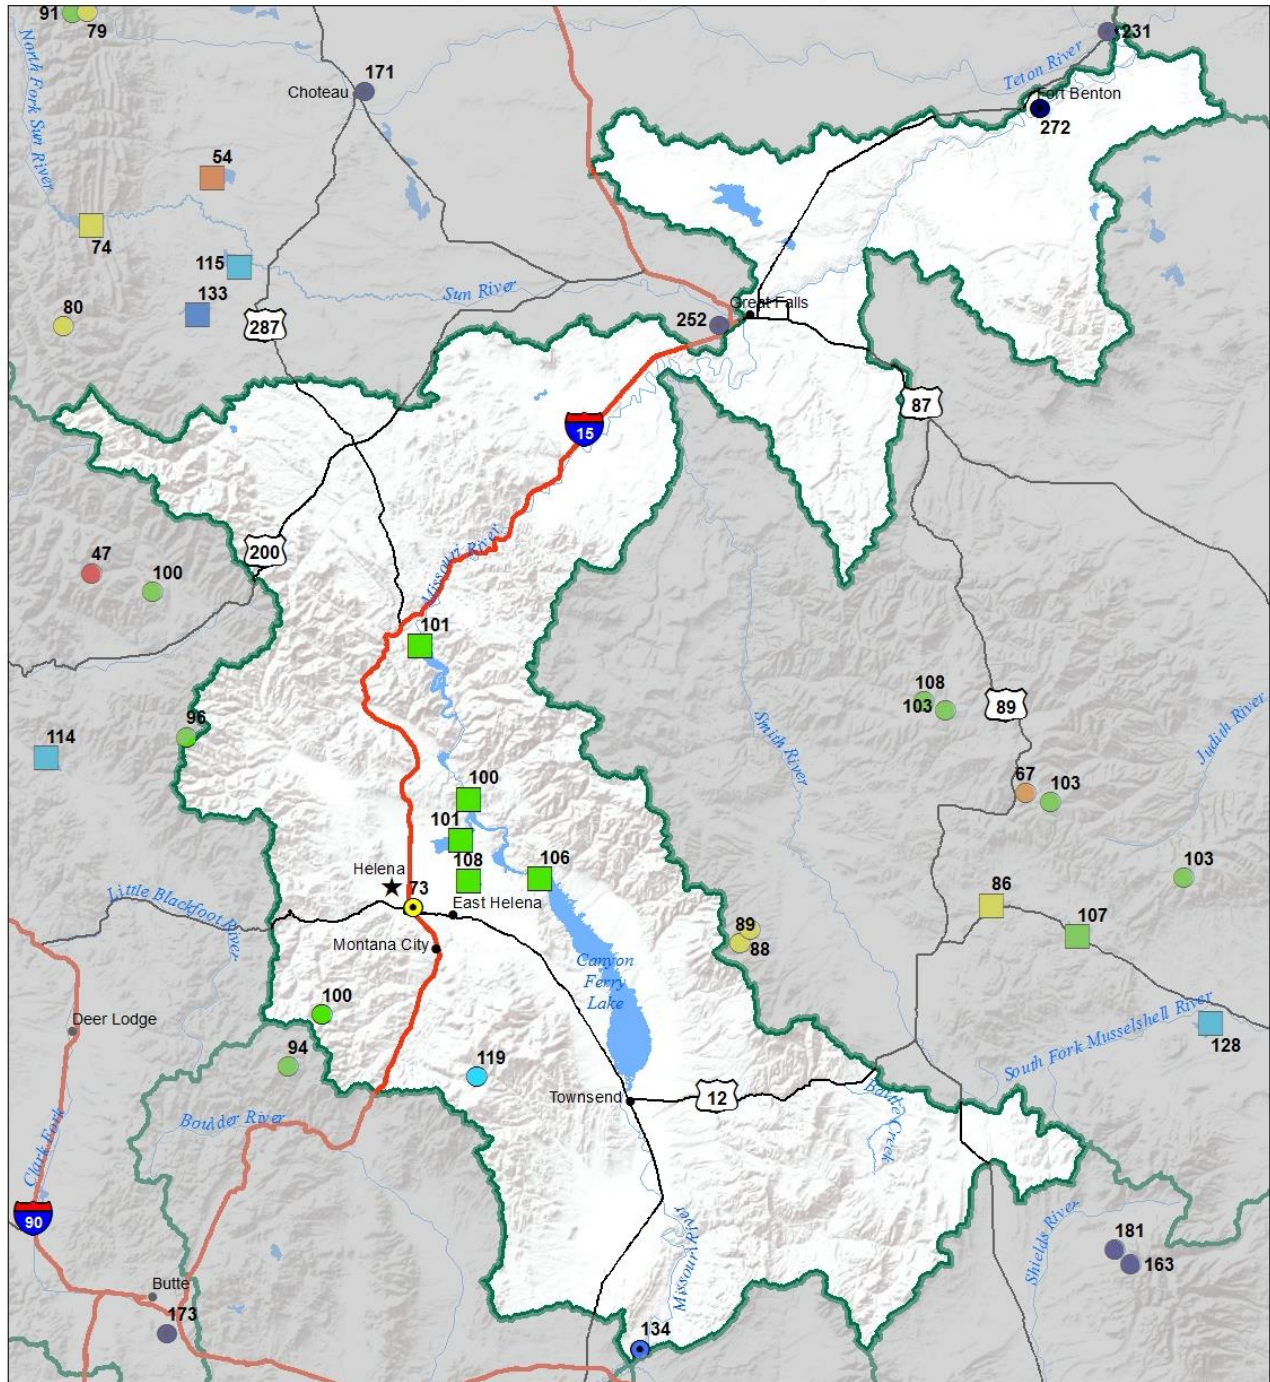 91
79
North Fork Sun River
171
Choteau
Teton River
231
Fort Benton
272
54
74
115
133
80
287
Sun River
252
Great Falls
87
15
200
47
100
Missouri River
101
96
114
108
103
89
Smith River
Judith River
67
103
100
101
108
106
Helena
73
East Helena
Montana City
103
86
107
Little Blackfoot River
89
88
Canyon
Ferry
Lake
100
Deer Lodge
94
119
Townsend
12
South Fork Musselshell River
128
Battle Creek
Boulder River
Clark Fork
90
Missouri River
Shields River
181
163
Butte
173
134